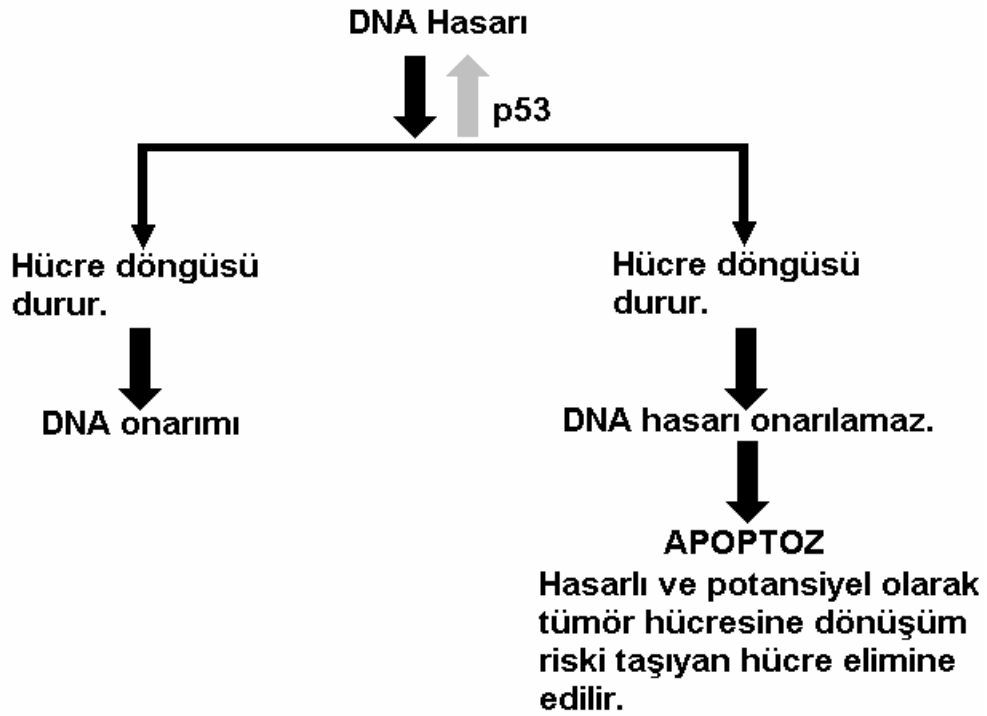 DNA Hasarı
p53
Hücre döngüsü
durur.
DNA onarımı
Hücre döngüsü
durur.
DNA hasarı onarılamaz.
APOPTOZ
Hasarlı ve potansiyel olarak
tümör hücresine dönüşüm
riski taşıyan hücre elimine
edilir.